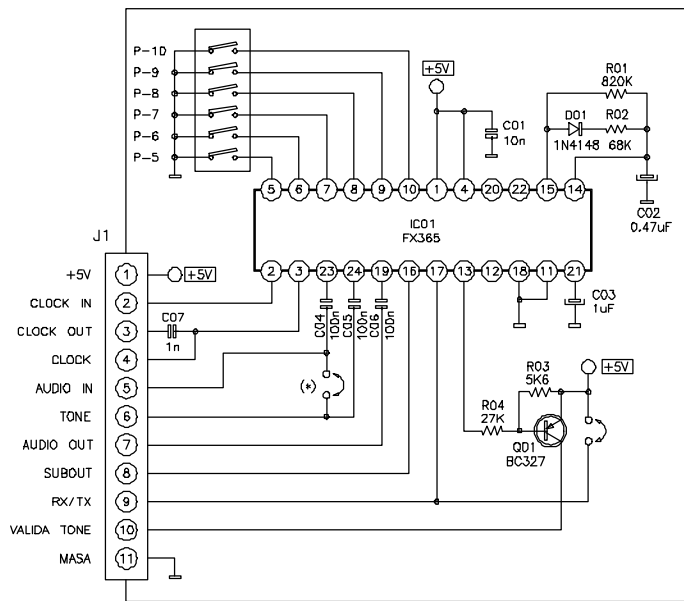 P-10
P-9
P-8
P-7
P-6
P-5
+5V
C01
10n
R01
820K
D01
1N4148
R02
68K
C02
0.47uF
5 6 7 8 9 10 1 4 20 22 15 14
IC01
FX365
2 3 23 24 19 16 17 13 12 18 11 21
J1
+5V 1 +5V
CLOCK IN 2
CLOCK OUT 3
C07
1n
CLOCK 4
AUDIO IN 5
TONE 6
AUDIO OUT 7
SUBOUT 8
RX/TX 9
VALIDA TONE 10
MASA 11
C04
100n
C05
100n
C06
100n
(*)
C03
1uF
R03
5K6
+5V
R04
27K
Q01
BC327